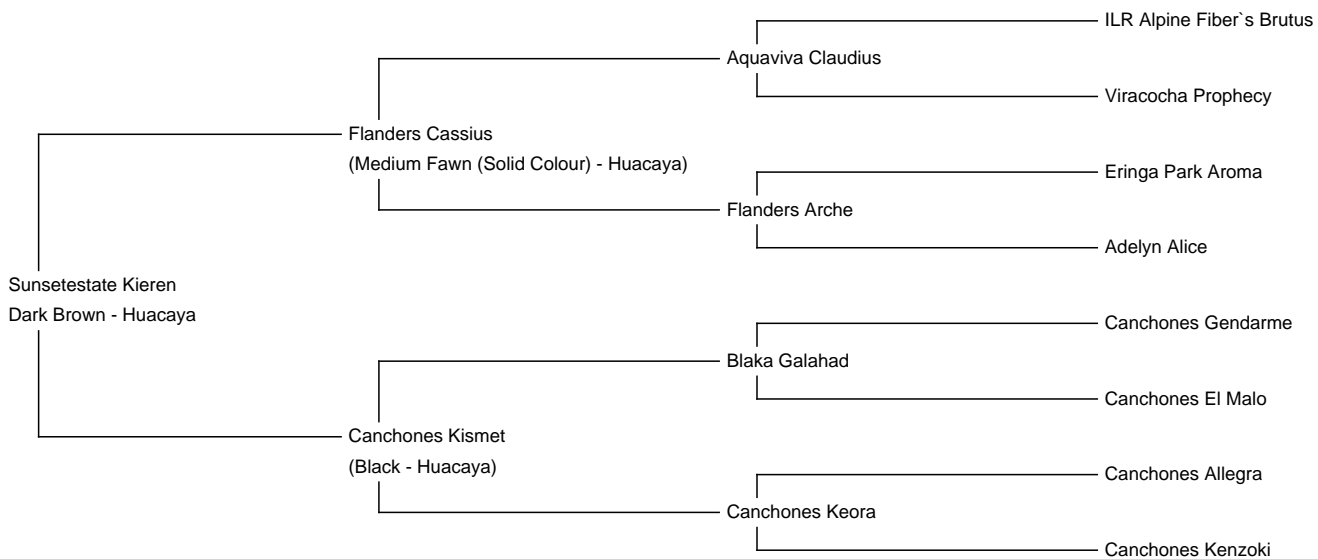 ILR Alpine Fiber`s Brutus
Aquaviva Claudius
Viracocha Prophecy
Flanders Cassius
(Medium Fawn (Solid Colour) - Huacaya)
Eringa Park Aroma
Flanders Arche
Adelyn Alice
Sunsetestate Kieren
Dark Brown - Huacaya
Canchones Gendarme
Blaka Galahad
Canchones El Malo
Canchones Kismet
(Black - Huacaya)
Canchones Allegra
Canchones Keora
Canchones Kenzoki